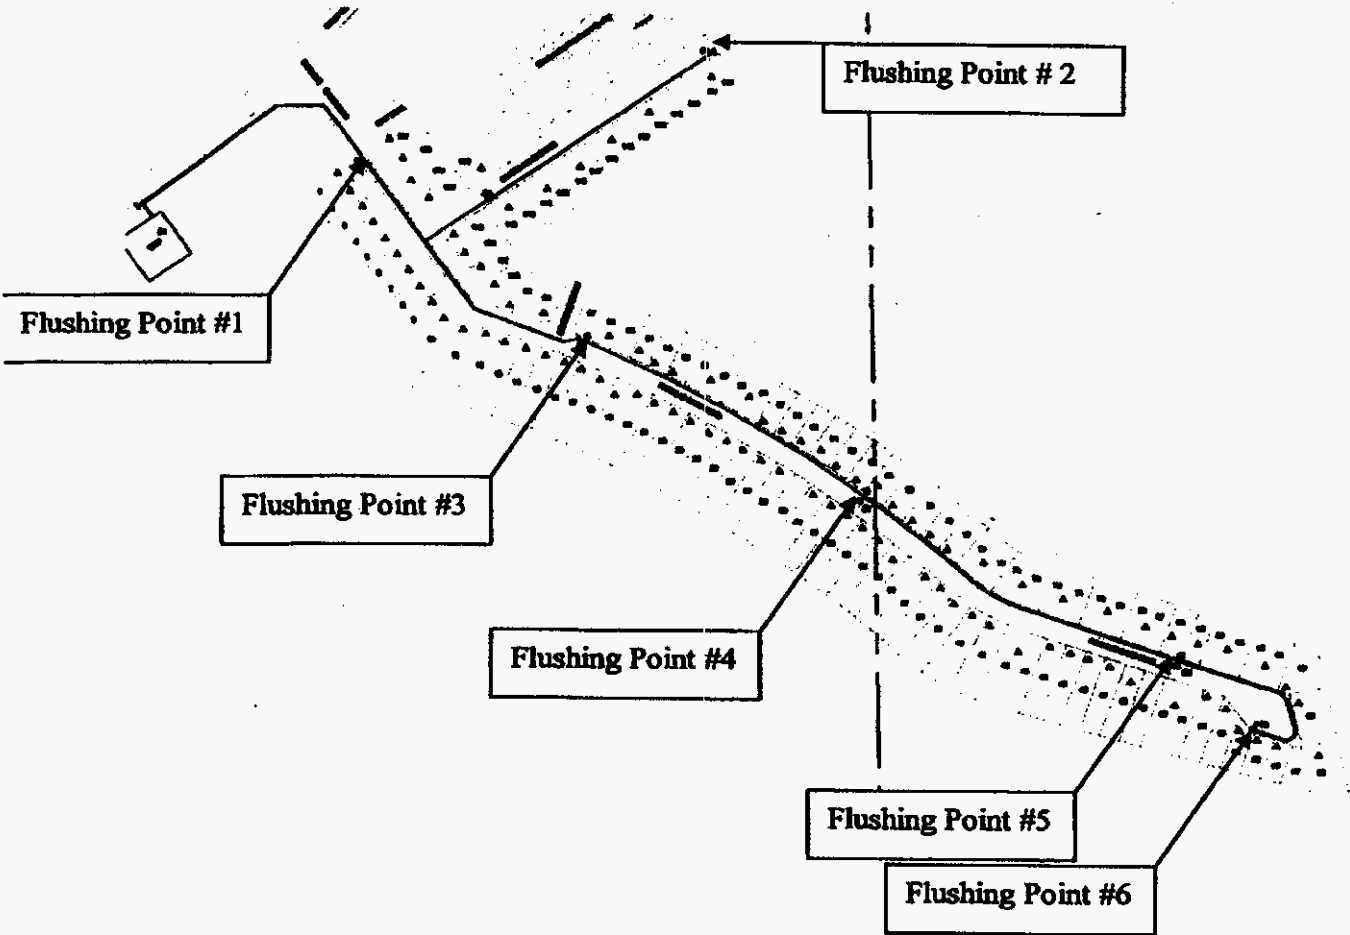 Flushing Point # 2
Flushing Point #1
Flushing Point #3
Flushing Point #4
Flushing Point #5
Flushing Point #6